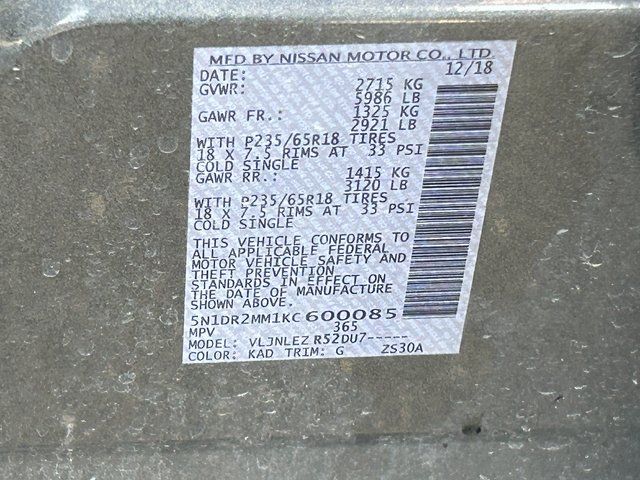 MFD BY NISSAN MOTOR CO., LTD.
DATE: 12/18
GVWR: 2715 KG
5986 LB
GAWR FR.: 1325 KG
2921 LB
WITH P235/65R18 TIRES
18 X 7.5 RIMS AT 33 PSI
COLD SINGLE
GAWR RR.: 1415 KG
3120 LB
WITH P235/65R18 TIRES
18 X 7.5 RIMS AT 33 PSI
COLD SINGLE
THIS VEHICLE CONFORMS TO
ALL APPLICABLE FEDERAL
MOTOR VEHICLE SAFETY AND
THEFT PREVENTION
STANDARDS IN EFFECT ON
THE DATE OF MANUFACTURE
SHOWN ABOVE.
5N1DR2MM1KC600085
MPV 365
MODEL: VLJNLEZ R52DU7-----
COLOR: KAD TRIM: G ZS30A